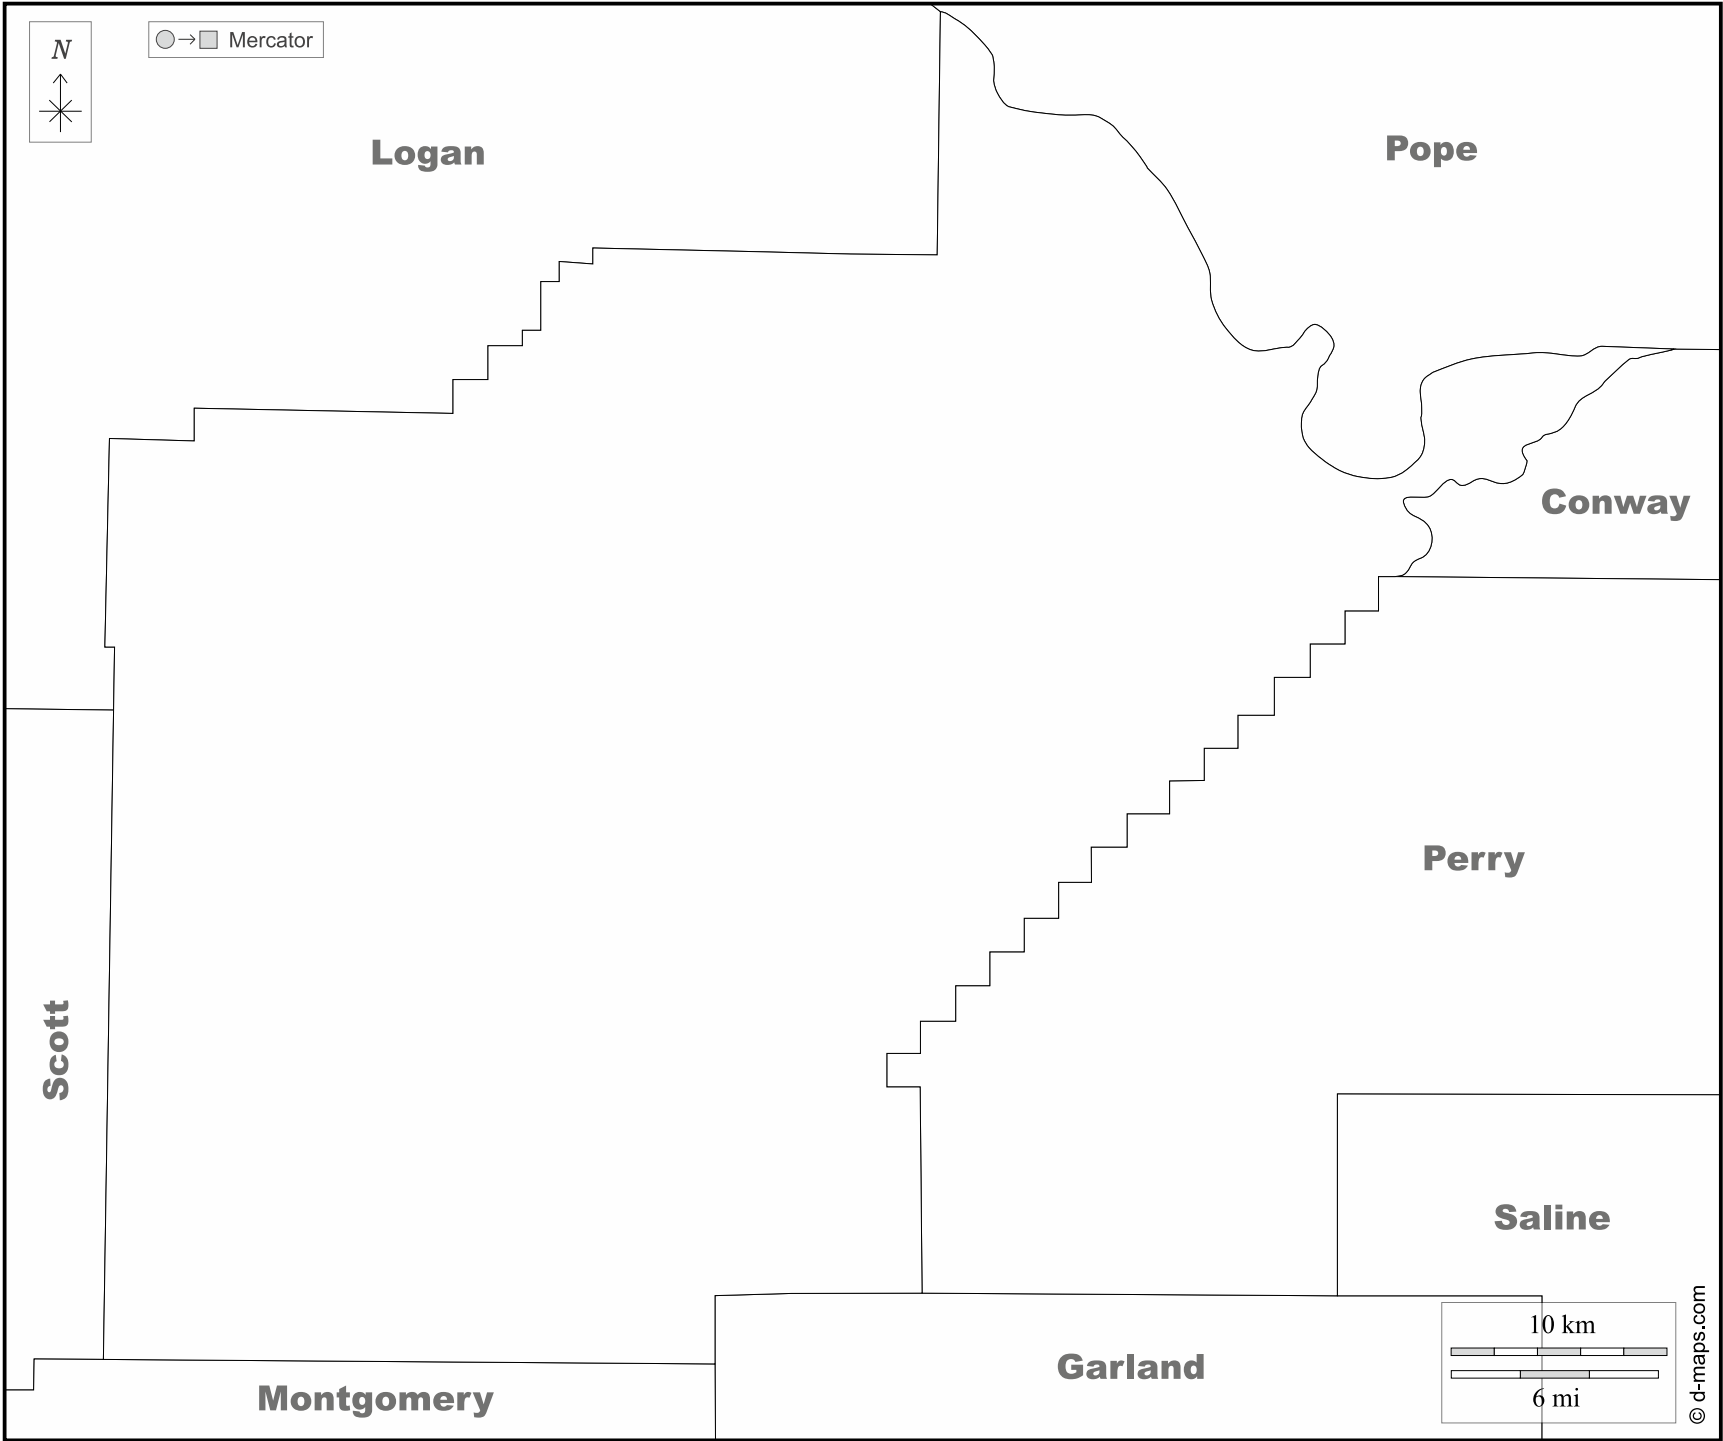 N
Mercator
Logan
Pope
Conway
Perry
Scott
Saline
10 km
6 mi
Garland
Montgomery
© d-maps.com